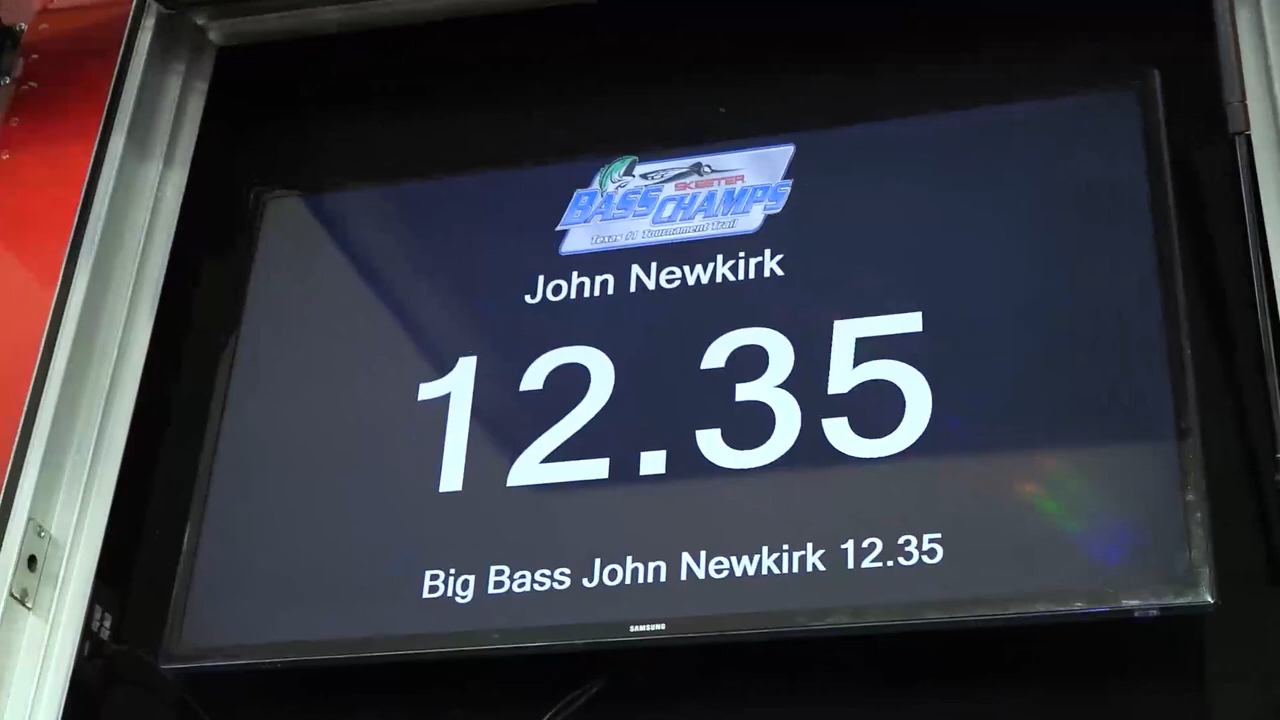 SKEETER
BASS CHAMPS
Texas #1 Tournament Trail
John Newkirk
12.35
Big Bass John Newkirk 12.35
SAMSUNG